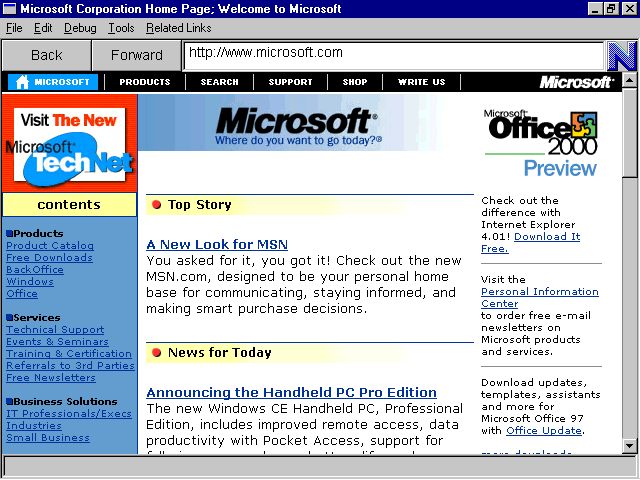 Microsoft Corporation Home Page; Welcome to Microsoft
File Edit Debug Tools Related Links
Back Forward http://www.microsoft.com N
MICROSOFT PRODUCTS SEARCH SUPPORT SHOP WRITE US Microsoft
Visit The New
Microsoft
TechNet
contents
Products
Product Catalog
Free Downloads
BackOffice
Windows
Office
Services
Technical Support
Events & Seminars
Training & Certification
Referrals to 3rd Parties
Free Newsletters
Business Solutions
IT Professionals/Execs
Industries
Small Business
Microsoft®
Where do you want to go today?®
Top Story
A New Look for MSN
You asked for it, you got it! Check out the new
MSN.com, designed to be your personal home
base for communicating, staying informed, and
making smart purchase decisions.
News for Today
Announcing the Handheld PC Pro Edition
The new Windows CE Handheld PC, Professional
Edition, includes improved remote access, data
productivity with Pocket Access, support for
Microsoft
Office
2000
Preview
Check out the
difference with
Internet Explorer
4.01! Download It
Free.
Visit the
Personal Information
Center
to order free e-mail
newsletters on
Microsoft products
and services.
Download updates,
templates, assistants
and more for
Microsoft Office 97
with Office Update.